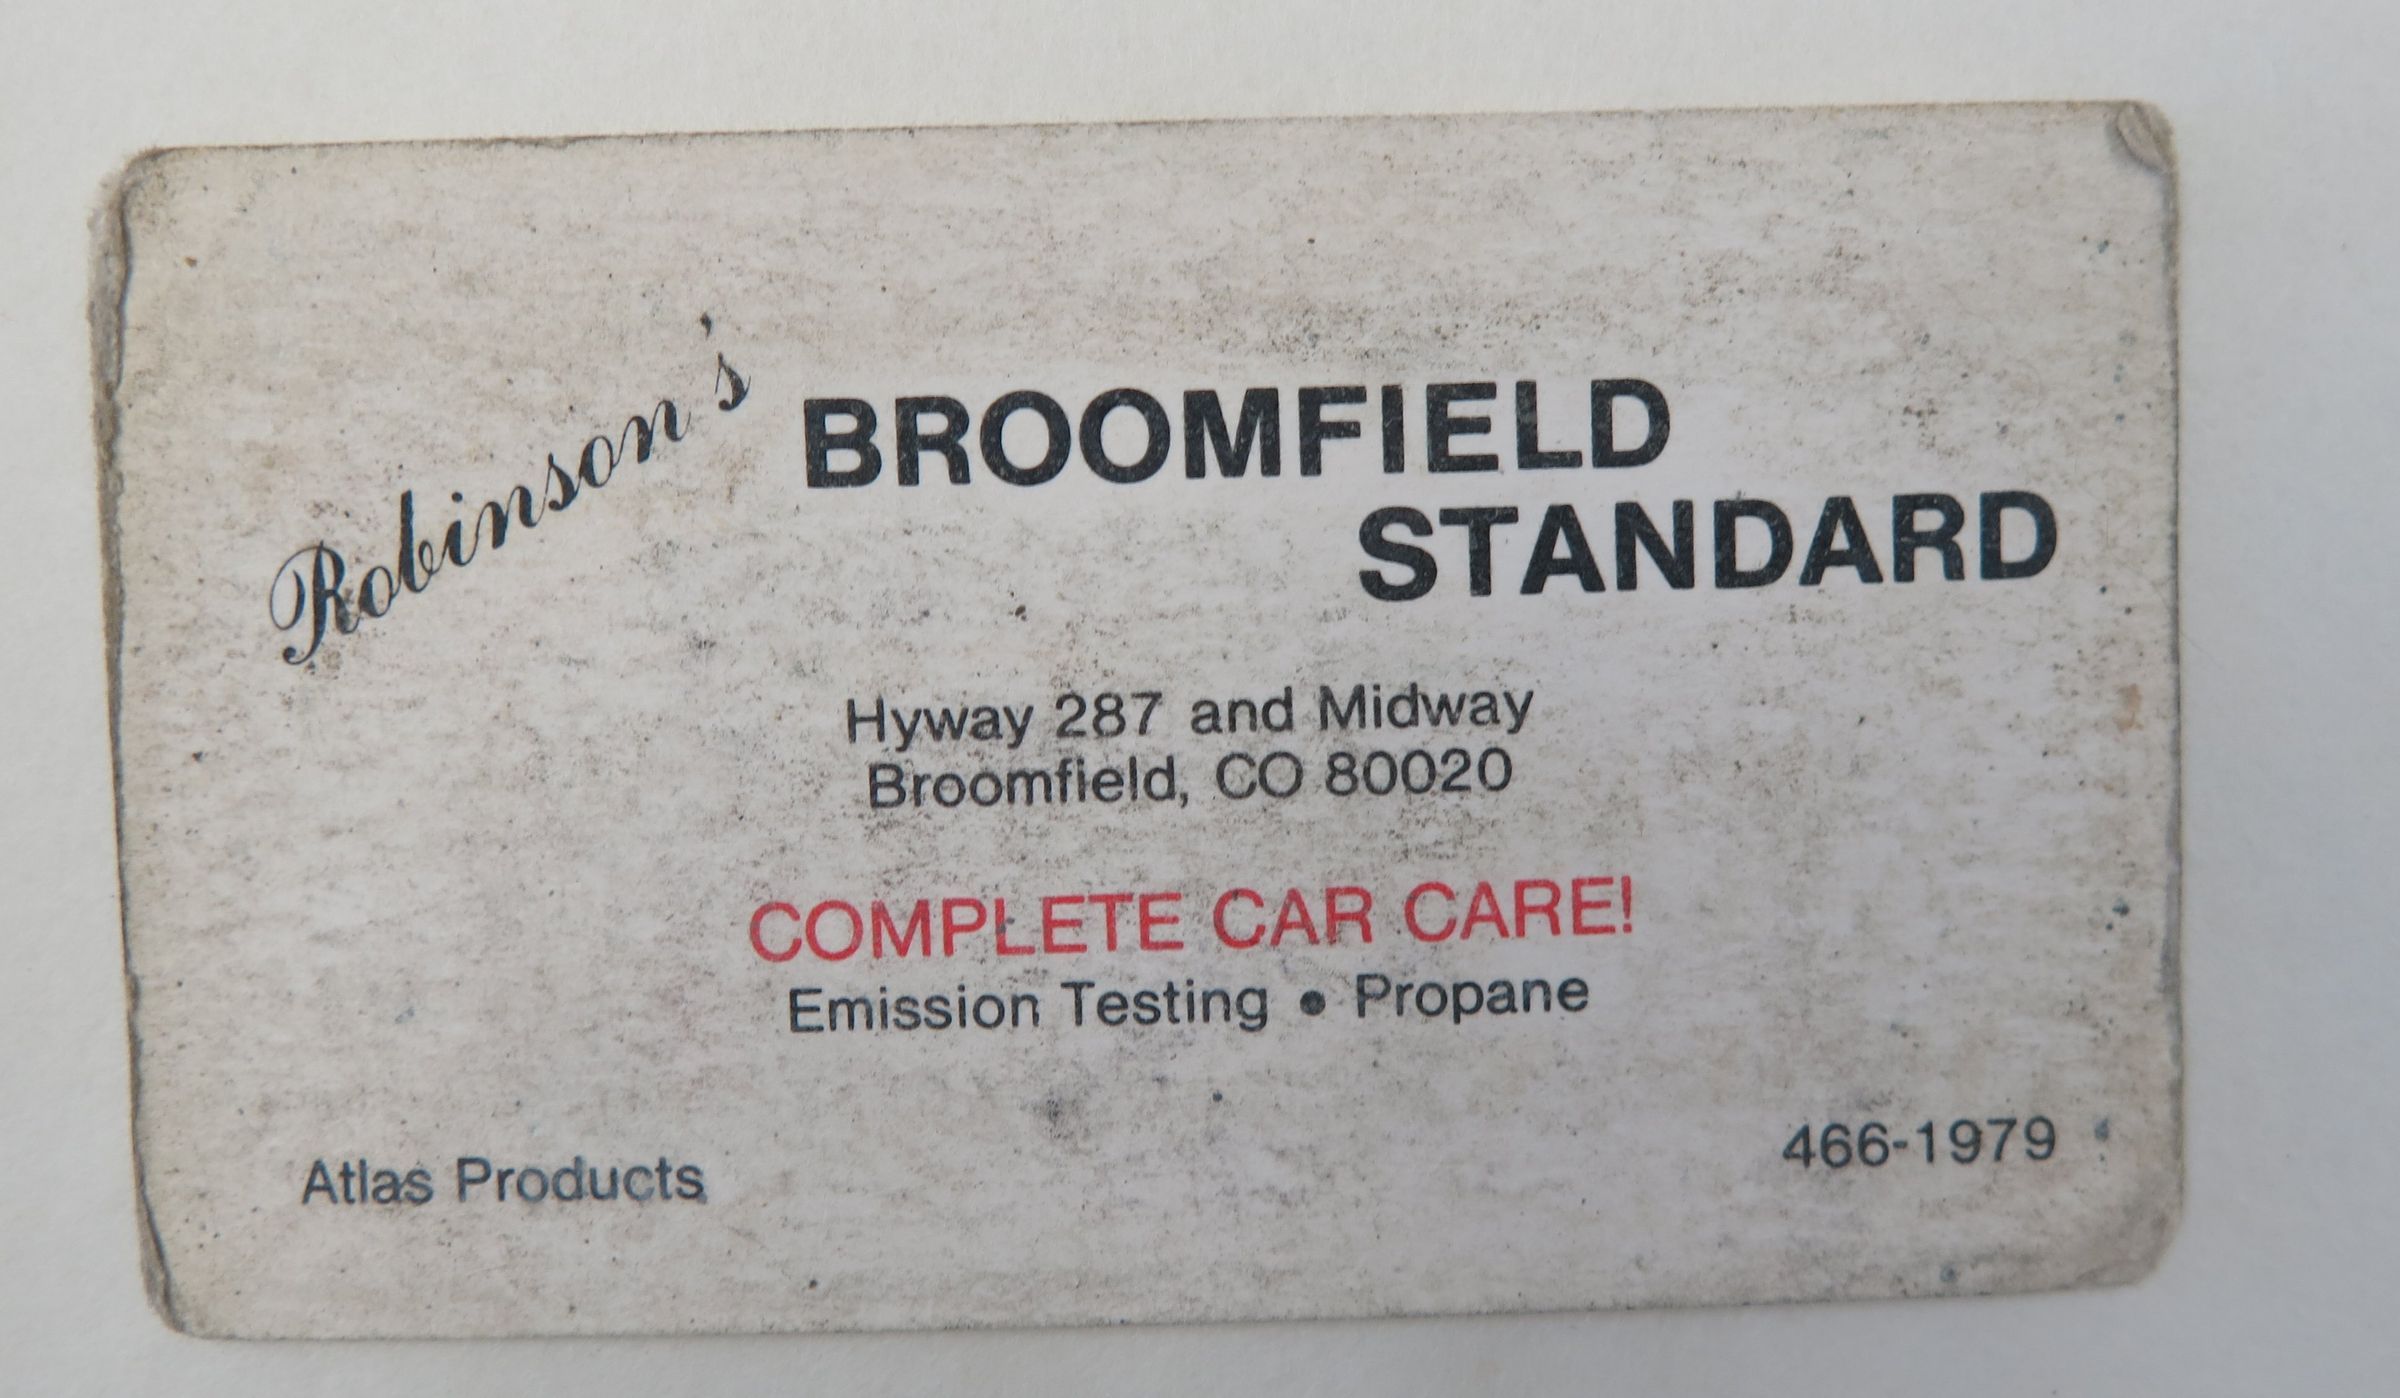 Robinson's BROOMFIELD
STANDARD
Hyway 287 and Midway
Broomfield, CO 80020
COMPLETE CAR CARE!
Emission Testing • Propane
Atlas Products
466-1979